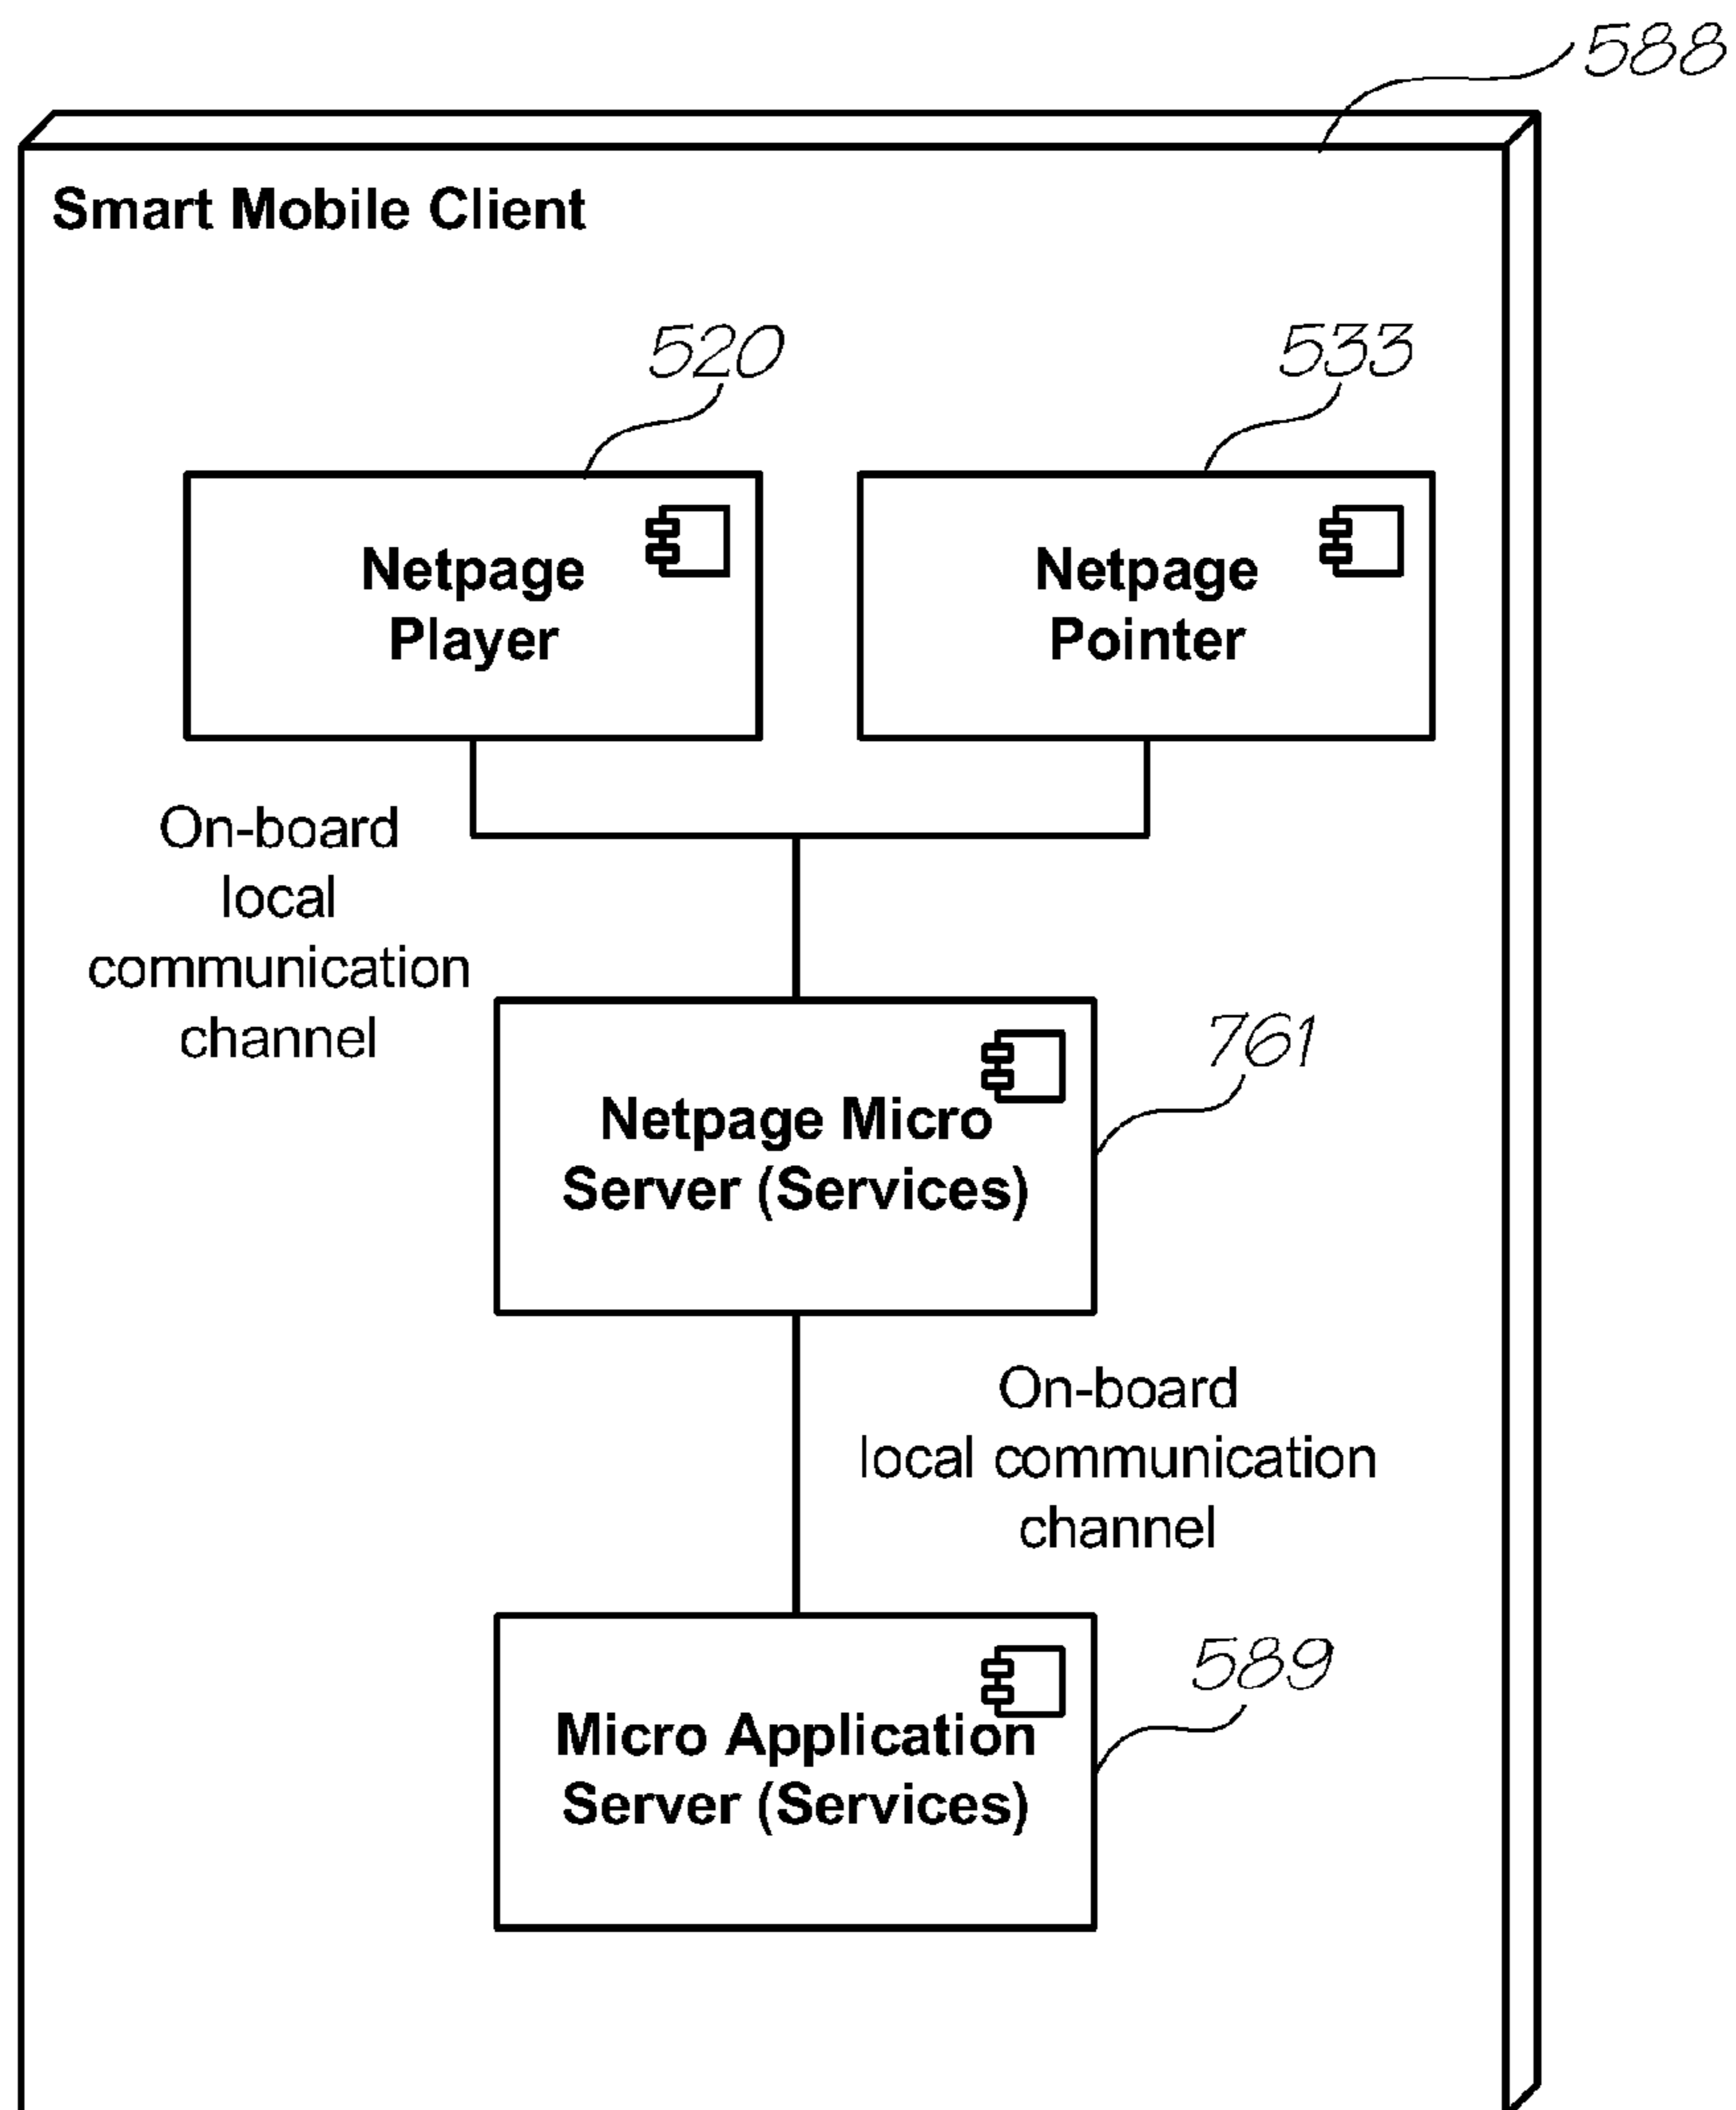 588
Smart Mobile Client
520
533
Netpage
Player
Netpage
Pointer
On-board
local
communication
channel
761
Netpage Micro
Server (Services)
On-board
local communication
channel
589
Micro Application
Server (Services)